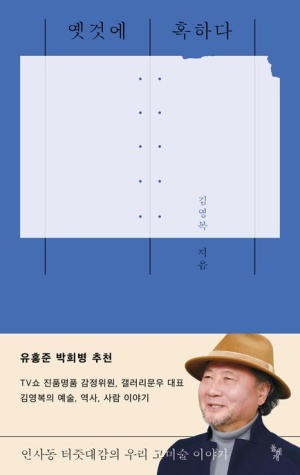 옛것에 혹하다
김영복 지음
유홍준 박희병 추천
TV쇼 진품명품 감정위원, 갤러리문우 대표
김영복의 예술, 역사, 사람 이야기
돌베개
인사동 터줏대감의 우리 고미술 이야기